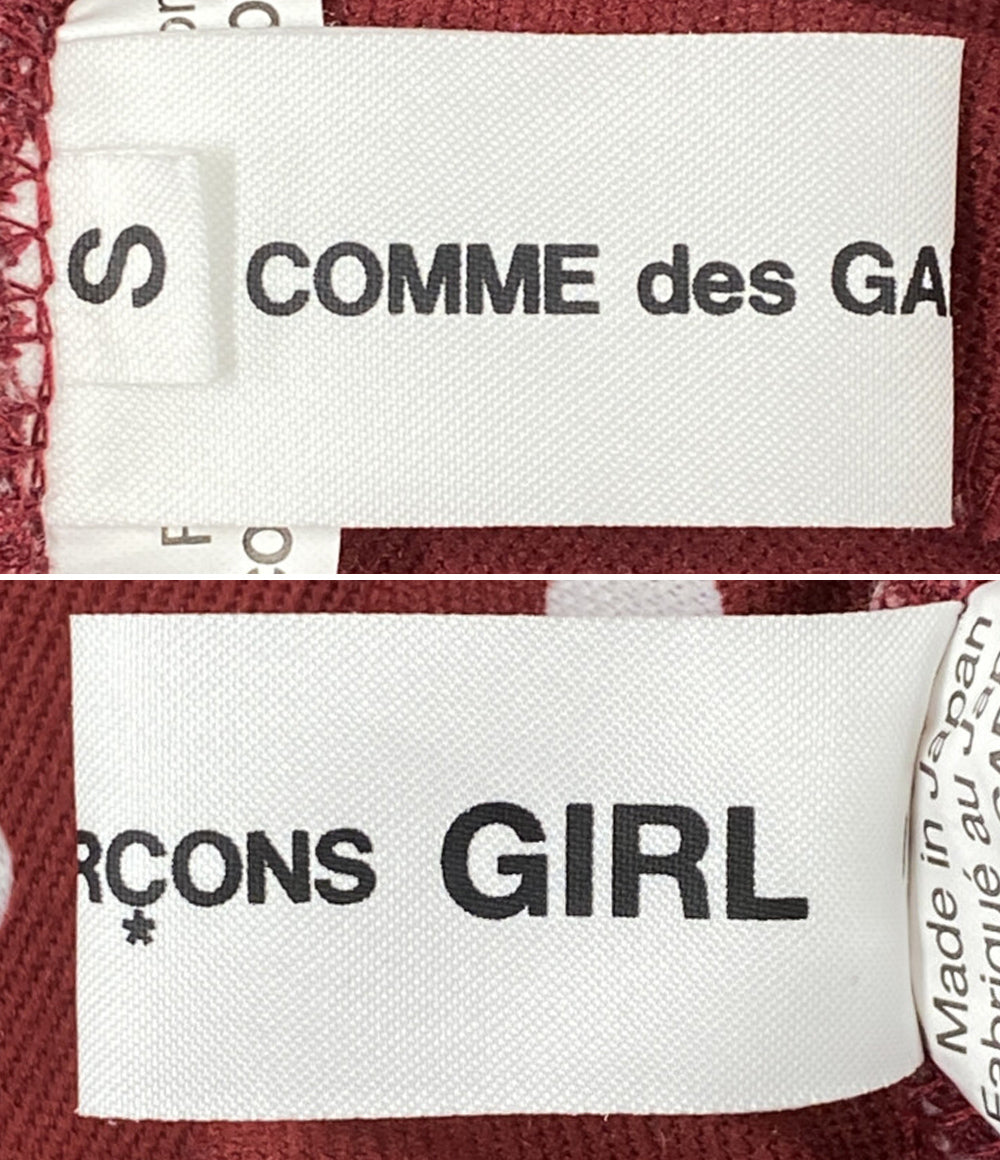 S
COMME des GA
RÇONS GIRL
Made in Japan
Fabriqué au Jap